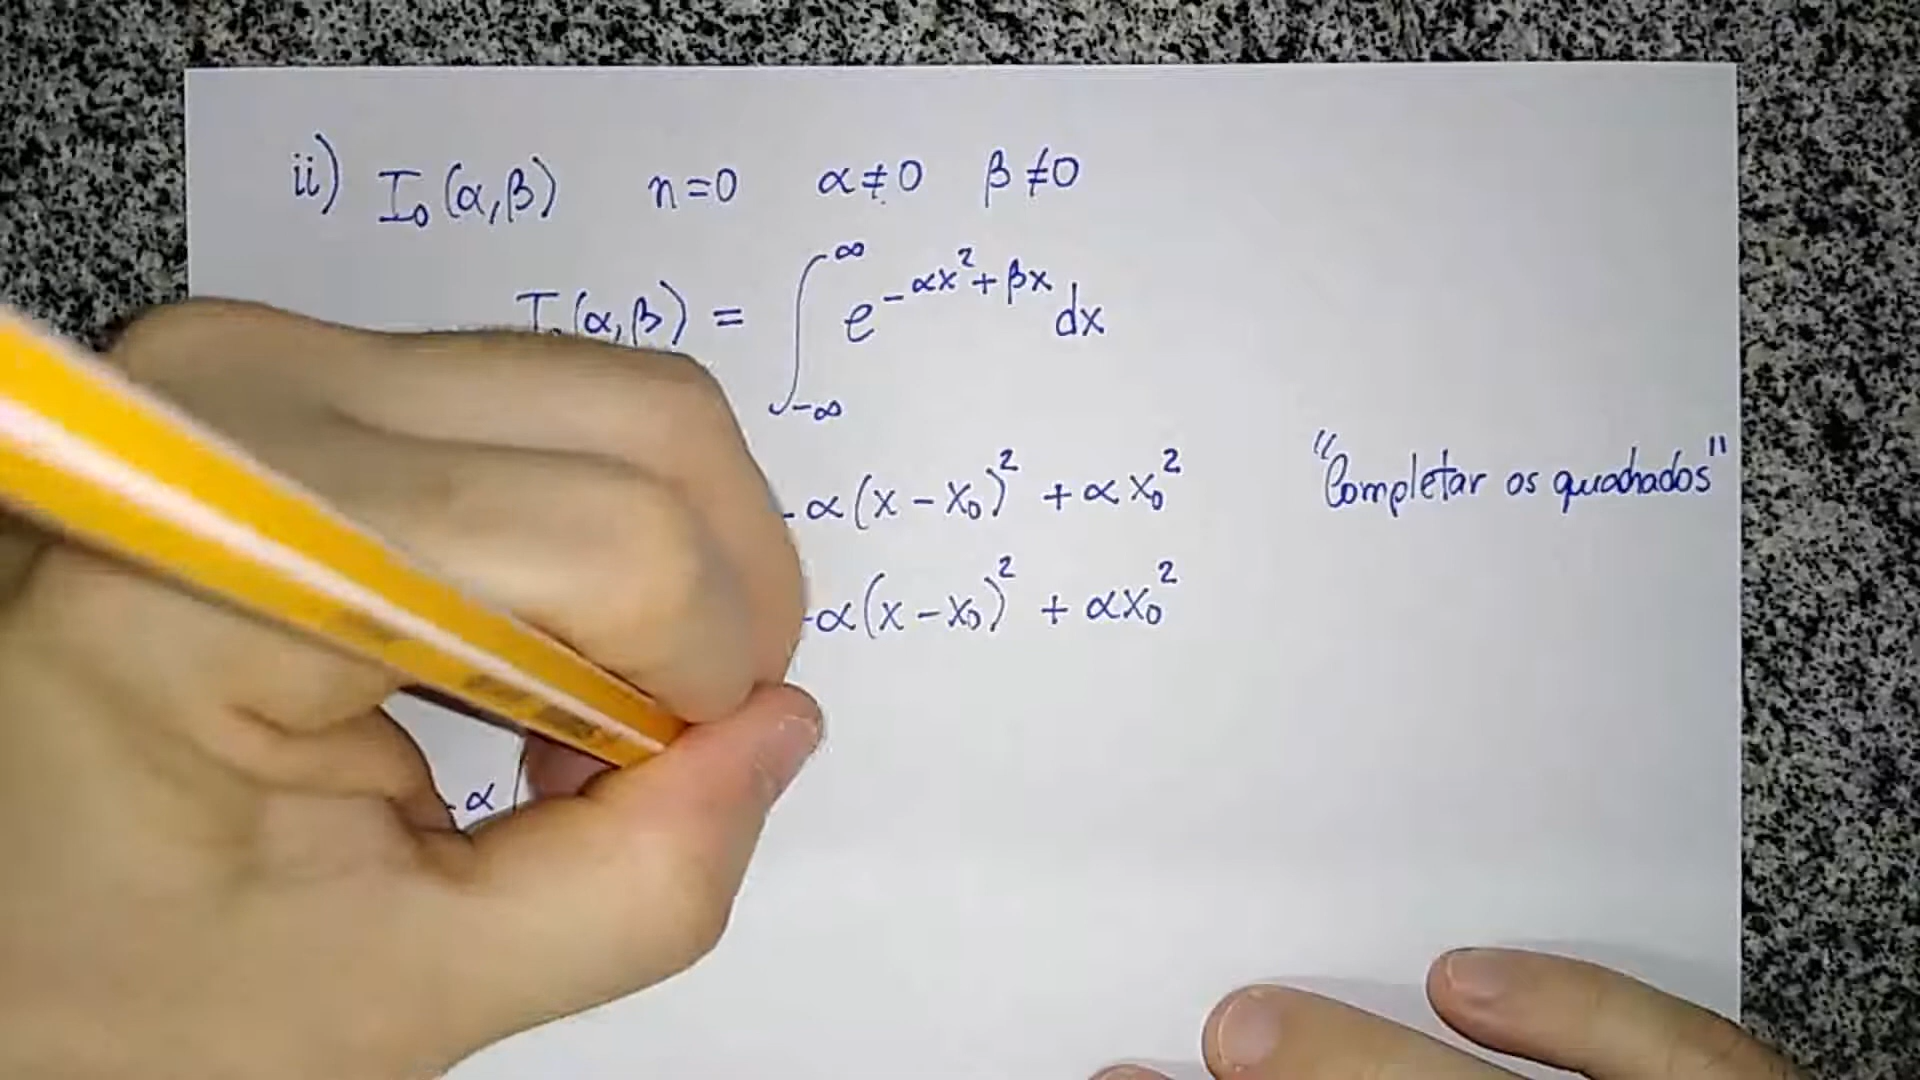 ii) I₀(α,β) n=0 α≠0 β≠0
I₀(α,β) = ∫_{-∞}^{∞} e^{-αx²+βx} dx
-α(x-x₀)² + αx₀² "Completar os quadrados"
-α(x-x₀)² + αx₀²
-α(